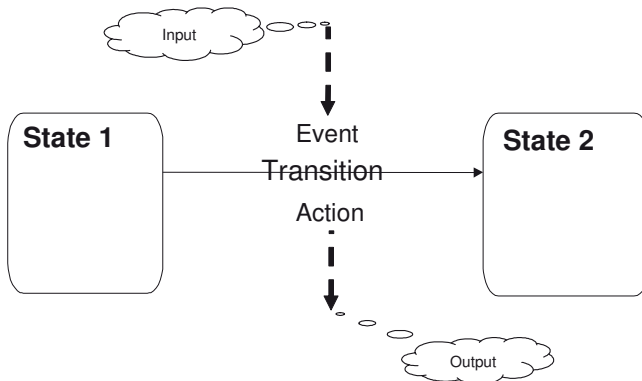 Input
State 1
Event
State 2
Transition
Action
Output